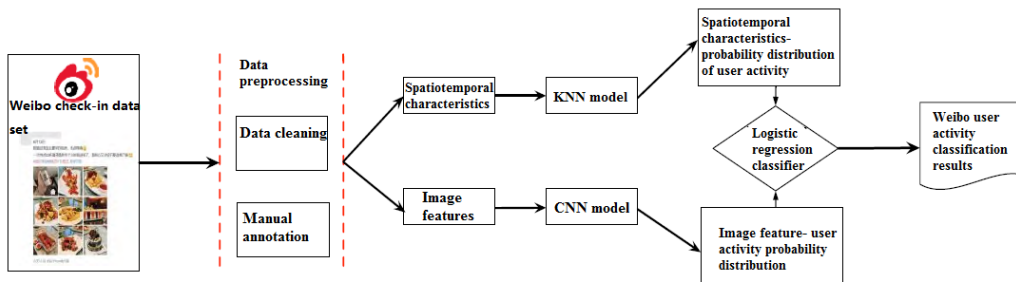 Weibo check-in data
set
Data
preprocessing
Data cleaning
Manual
annotation
Spatiotemporal
characteristics
KNN model
Image
features
CNN model
Spatiotemporal
characteristics-
probability distribution
of user activity
Logistic
regression
classifier
Image feature- user
activity probability
distribution
Weibo user
activity
classification
results